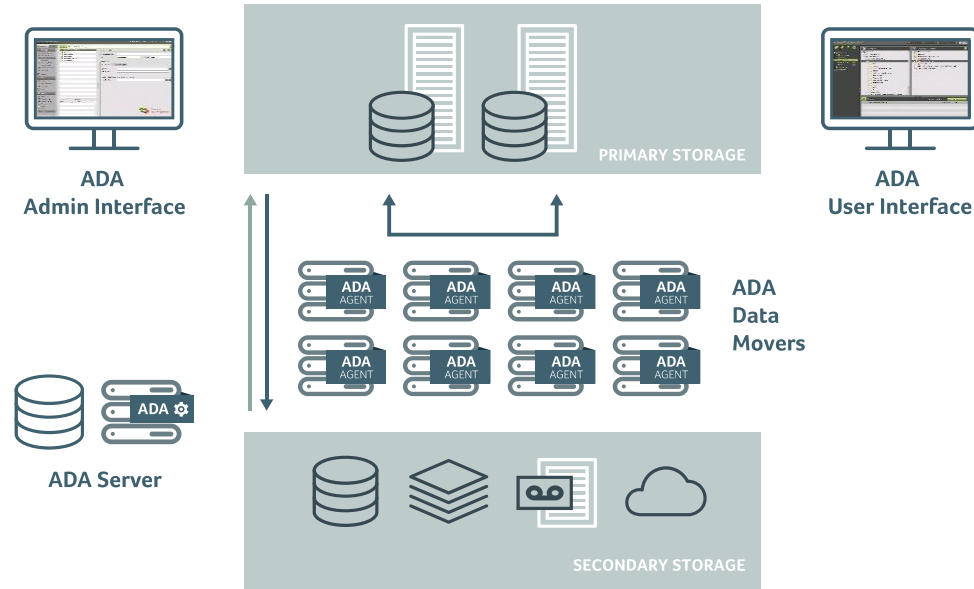 PRIMARY STORAGE
ADA
Admin Interface
ADA
User Interface
ADA
AGENT
ADA
AGENT
ADA
AGENT
ADA
AGENT
ADA
Data
Movers
ADA
AGENT
ADA
AGENT
ADA
AGENT
ADA
AGENT
ADA
ADA Server
SECONDARY STORAGE